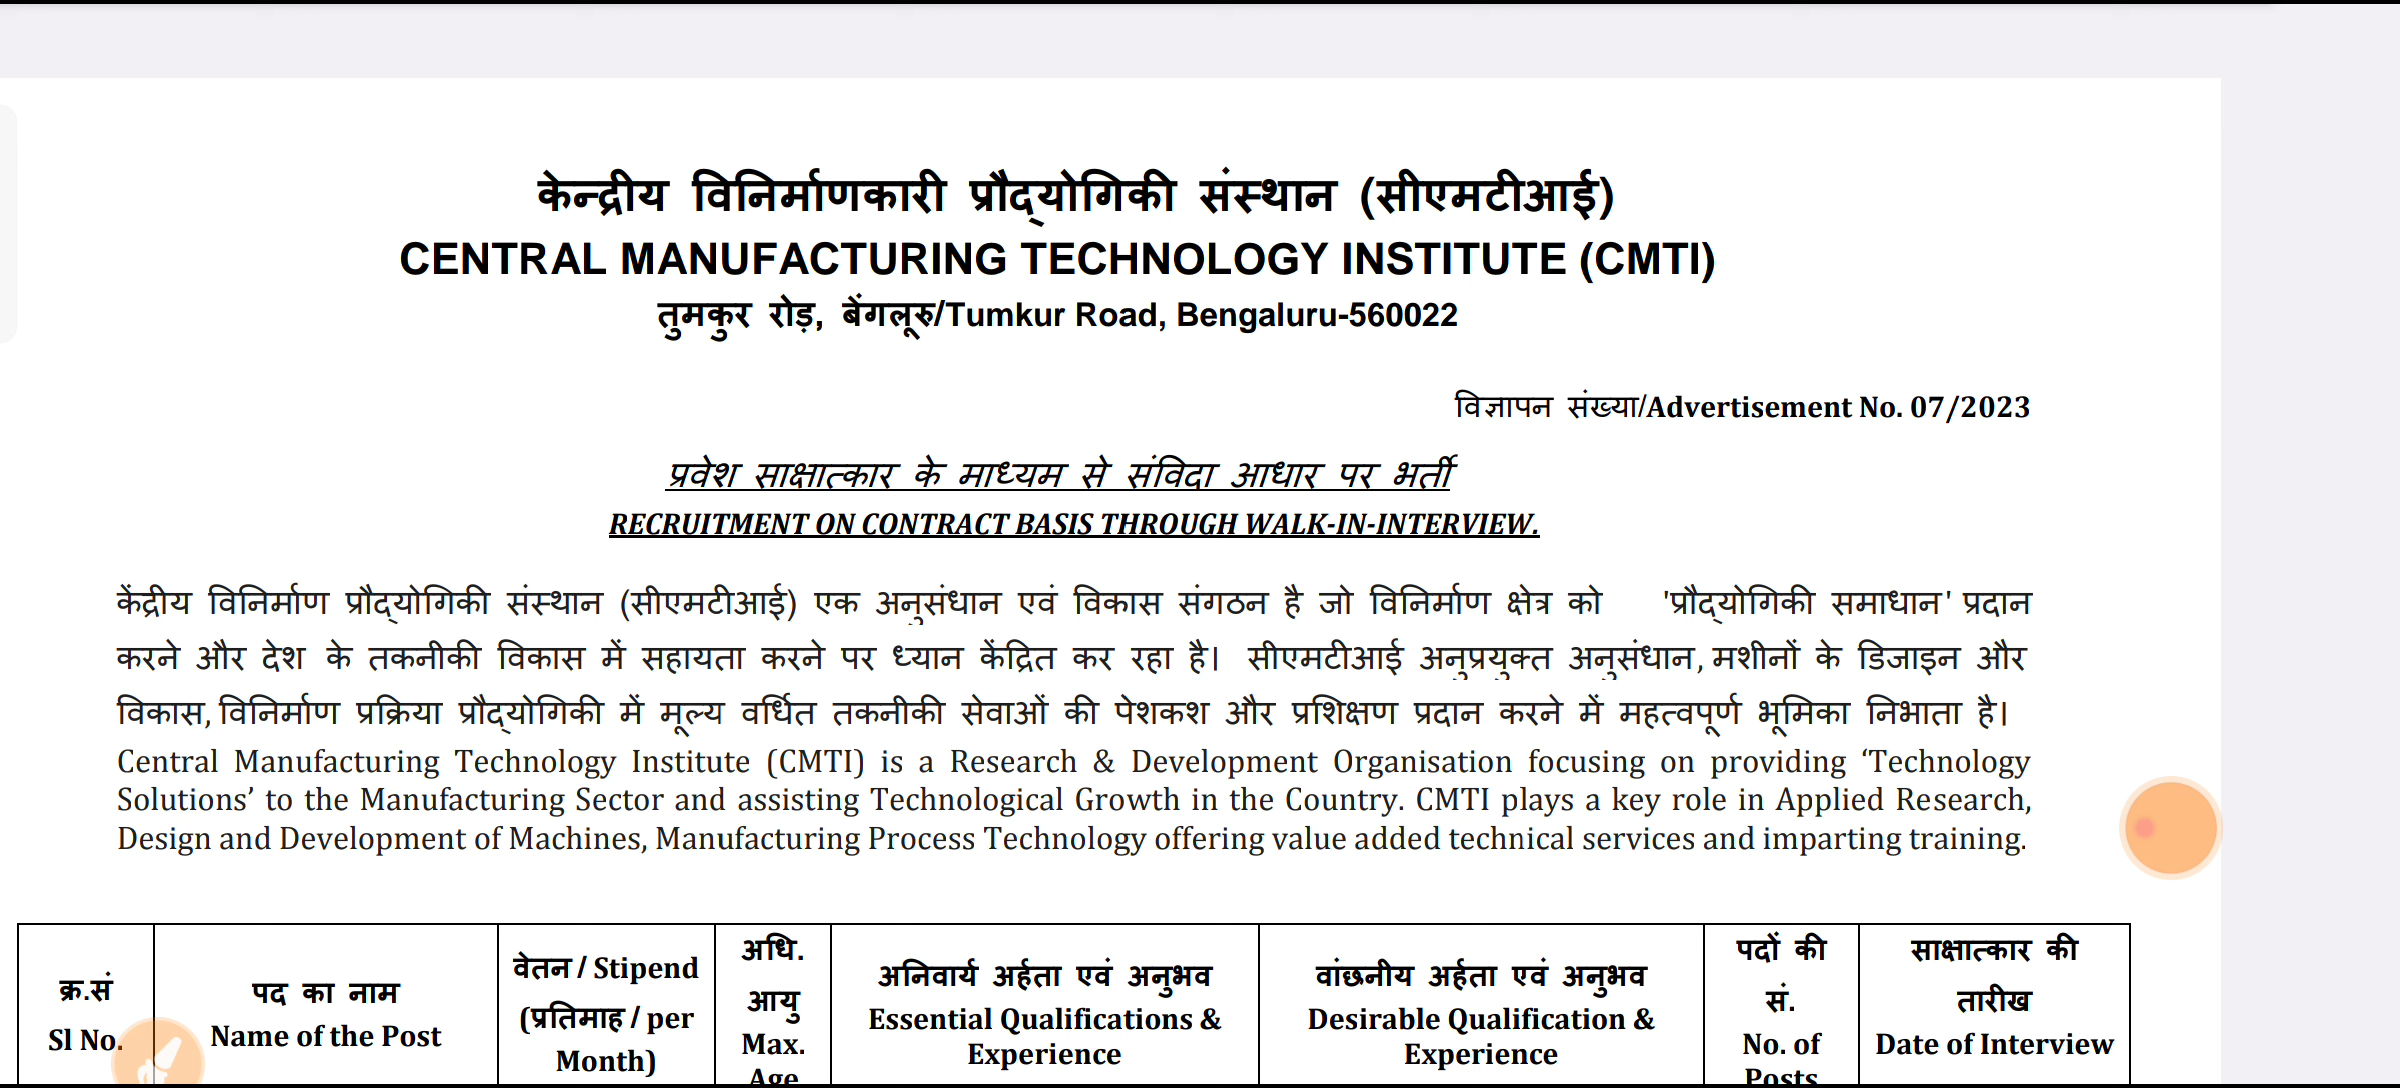 केन्द्रीय विनिर्माणकारी प्रौद्योगिकी संस्थान (सीएमटीआई)
CENTRAL MANUFACTURING TECHNOLOGY INSTITUTE (CMTI)
तुमकुर रोड़, बेंगलूरु/Tumkur Road, Bengaluru-560022
विज्ञापन संख्या/Advertisement No. 07/2023
प्रवेश साक्षात्कार के माध्यम से संविदा आधार पर भर्ती
RECRUITMENT ON CONTRACT BASIS THROUGH WALK-IN-INTERVIEW.
केंद्रीय विनिर्माण प्रौद्योगिकी संस्थान (सीएमटीआई) एक अनुसंधान एवं विकास संगठन है जो विनिर्माण क्षेत्र को 'प्रौद्योगिकी समाधान' प्रदान
करने और देश के तकनीकी विकास में सहायता करने पर ध्यान केंद्रित कर रहा है। सीएमटीआई अनुप्रयुक्त अनुसंधान, मशीनों के डिजाइन और
विकास, विनिर्माण प्रक्रिया प्रौद्योगिकी में मूल्य वर्धित तकनीकी सेवाओं की पेशकश और प्रशिक्षण प्रदान करने में महत्वपूर्ण भूमिका निभाता है।
Central Manufacturing Technology Institute (CMTI) is a Research & Development Organisation focusing on providing ‘Technology
Solutions’ to the Manufacturing Sector and assisting Technological Growth in the Country. CMTI plays a key role in Applied Research,
Design and Development of Machines, Manufacturing Process Technology offering value added technical services and imparting training.
क्र.सं
Sl No.
पद का नाम
Name of the Post
वेतन / Stipend
(प्रतिमाह / per
Month)
अधि.
आयु
Max.
Age
अनिवार्य अर्हता एवं अनुभव
Essential Qualifications &
Experience
वांछनीय अर्हता एवं अनुभव
Desirable Qualification &
Experience
पदों की
सं.
No. of
Posts
साक्षात्कार की
तारीख
Date of Interview